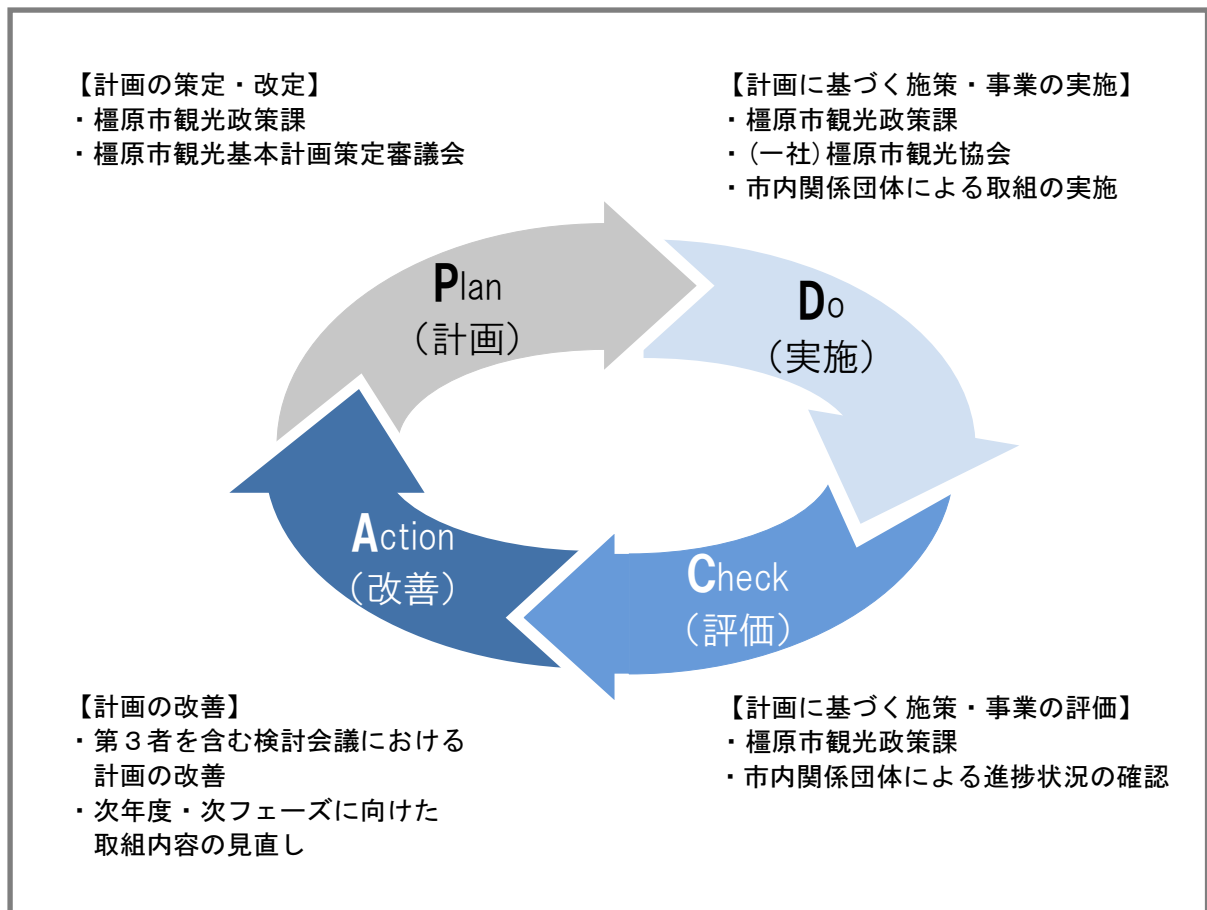 【計画の策定・改定】
・橿原市観光政策課
・橿原市観光基本計画策定審議会
【計画に基づく施策・事業の実施】
・橿原市観光政策課
・(一社)橿原市観光協会
・市内関係団体による取組の実施
Plan
(計画)
Do
(実施)
Check
(評価)
Action
(改善)
【計画の改善】
・第3者を含む検討会議における
計画の改善
・次年度・次フェーズに向けた
取組内容の見直し
【計画に基づく施策・事業の評価】
・橿原市観光政策課
・市内関係団体による進捗状況の確認